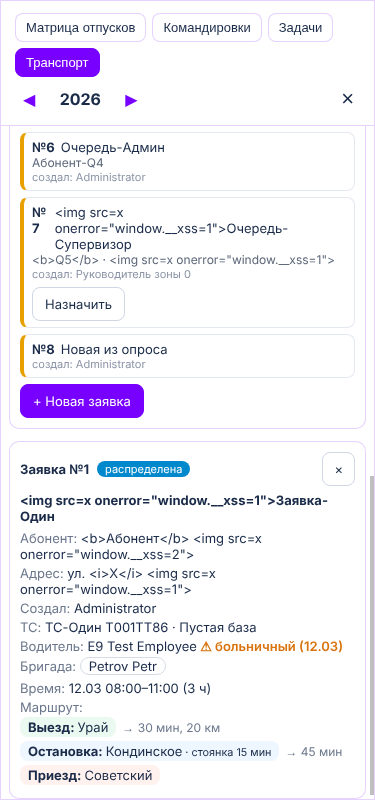 Матрица отпусков Командировки Задачи
Транспорт
◀ 2026 ▶ ×
№6 Очередь-Админ
Абонент-Q4
создал: Administrator
№7 <img src=x onerror="window.__xss=1">Очередь-
Супервизор
<b>Q5</b> · <img src=x onerror="window.__xss=1">
создал: Руководитель зоны 0
Назначить
№8 Новая из опроса
создал: Administrator
+ Новая заявка
Заявка №1 распределена ×
<img src=x onerror="window.__xss=1">Заявка-
Один
Абонент: <b>Абонент</b> <img src=x
onerror="window.__xss=2">
Адрес: ул. <i>X</i> <img src=x
onerror="window.__xss=1">
Создал: Administrator
ТС: ТС-Один Т001ТТ86 · Пустая база
Водитель: E9 Test Employee ⚠ больничный (12.03)
Бригада: Petrov Petr
Время: 12.03 08:00–11:00 (3 ч)
Маршрут:
Выезд: Урай → 30 мин, 20 км
Остановка: Кондинское · стоянка 15 мин → 45 мин
Приезд: Советский